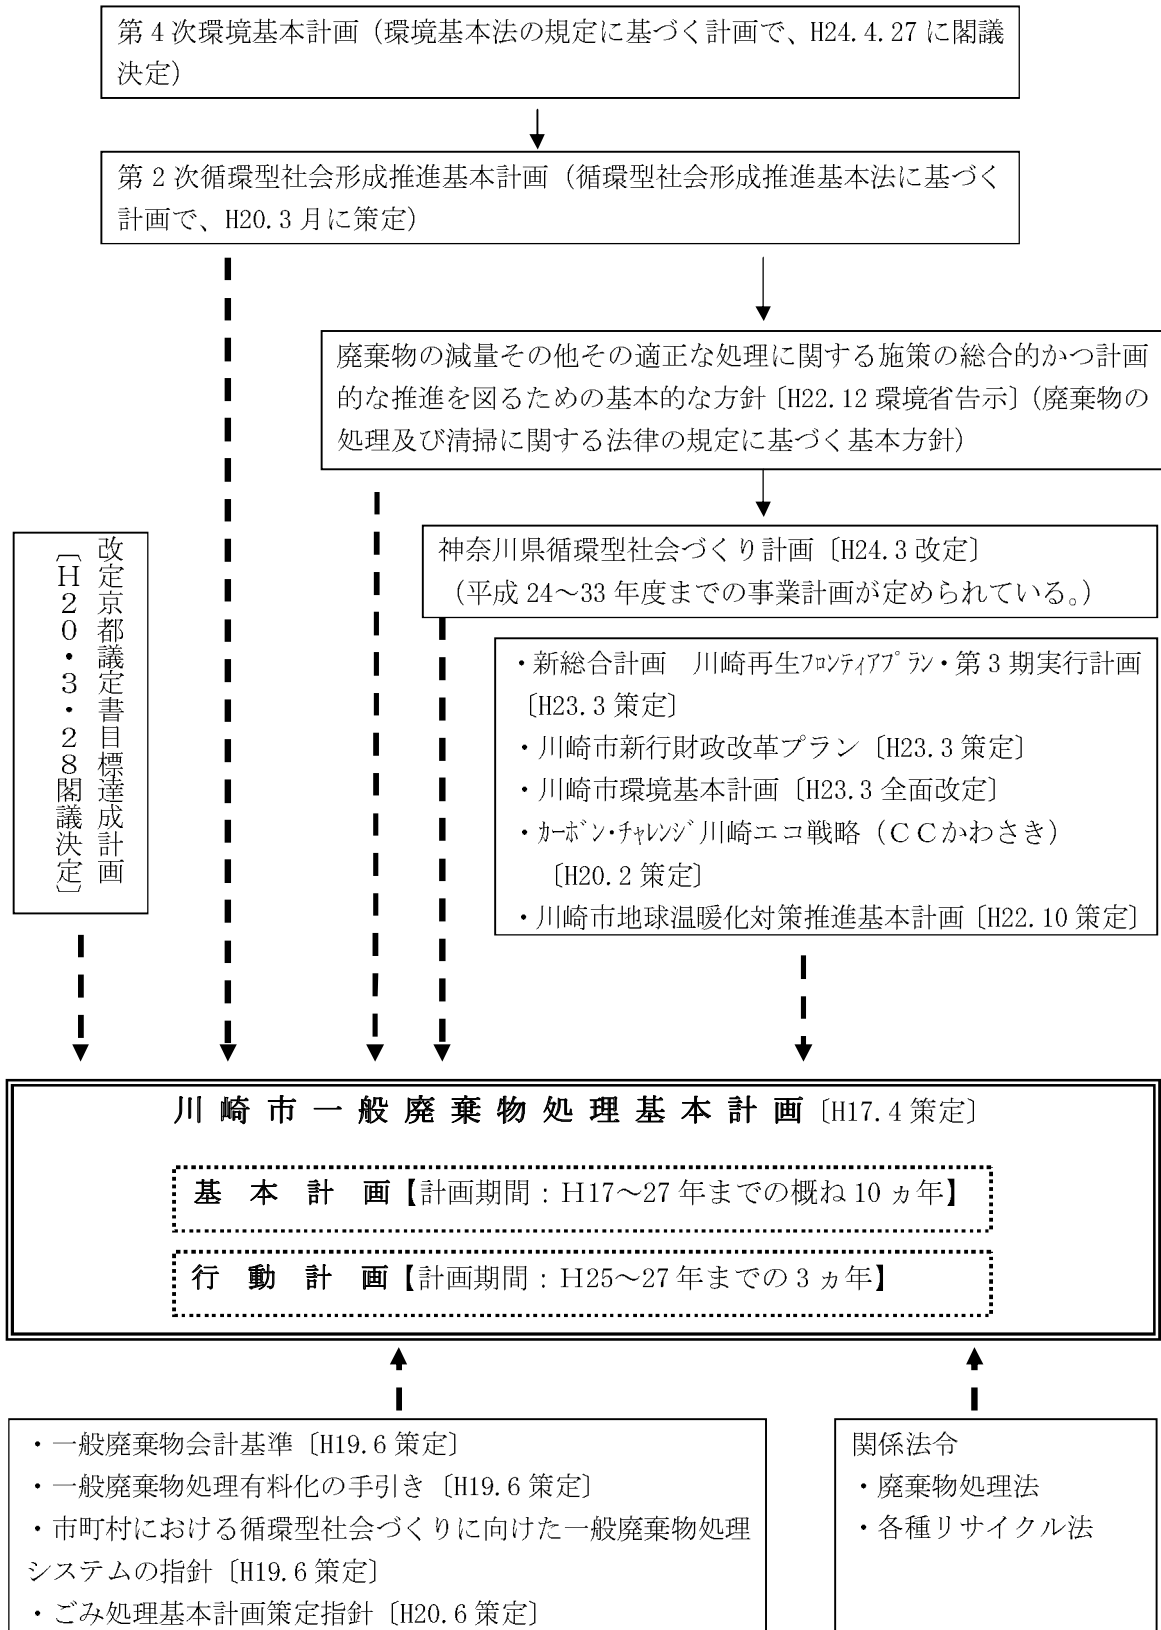 第4次環境基本計画（環境基本法の規定に基づく計画で、H24.4.27に閣議
決定）
第2次循環型社会形成推進基本計画（循環型社会形成推進基本法に基づく
計画で、H20.3月に策定）
廃棄物の減量その他その適正な処理に関する施策の総合的かつ計画
的な推進を図るための基本的な方針〔H22.12環境省告示〕（廃棄物の
処理及び清掃に関する法律の規定に基づく基本方針）
改定京都議定書目標達成計画
〔H20・3・28閣議決定〕
神奈川県循環型社会づくり計画〔H24.3改定〕
（平成24～33年度までの事業計画が定められている。）
・新総合計画　川崎再生ﾌﾛﾝﾃｨｱﾌﾟﾗﾝ・第3期実行計画
〔H23.3策定〕
・川崎市新行財政改革プラン〔H23.3策定〕
・川崎市環境基本計画〔H23.3全面改定〕
・ｶｰﾎﾞﾝ・ﾁｬﾚﾝｼﾞ川崎エコ戦略（ＣＣかわさき）
〔H20.2策定〕
・川崎市地球温暖化対策推進基本計画〔H22.10策定〕
川崎市一般廃棄物処理基本計画〔H17.4策定〕
基本計画【計画期間：Ｈ17～27年までの概ね10ヵ年】
行動計画【計画期間：Ｈ25～27年までの3ヵ年】
・一般廃棄物会計基準〔H19.6策定〕
・一般廃棄物処理有料化の手引き〔H19.6策定〕
・市町村における循環型社会づくりに向けた一般廃棄物処理
システムの指針〔H19.6策定〕
・ごみ処理基本計画策定指針〔H20.6策定〕
関係法令
・廃棄物処理法
・各種リサイクル法